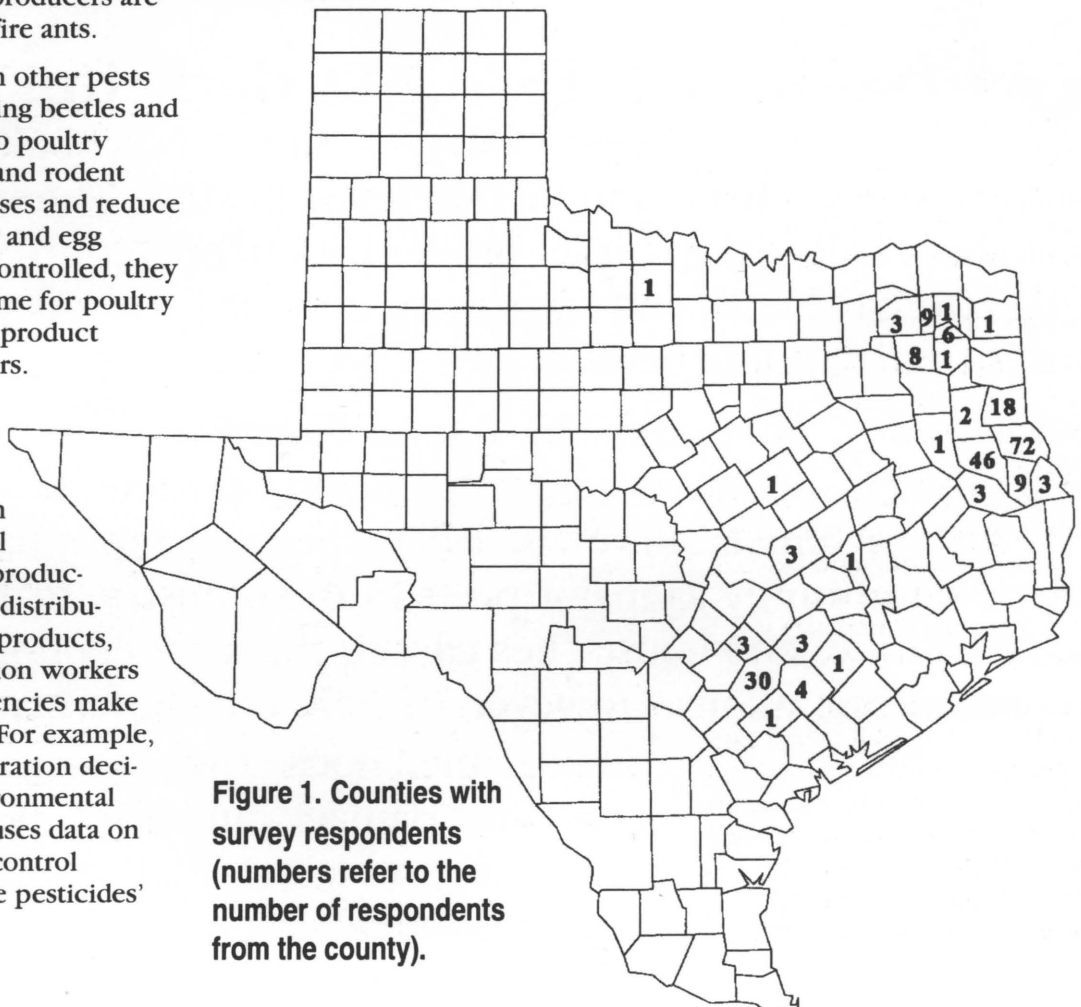 producers are
fire ants.
n other pests
ing beetles and
o poultry
and rodent
ses and reduce
and egg
ontrolled, they
me for poultry
product
rs.
n
l
produc-
distribu-
products,
ion workers
encies make
For example,
ration deci-
ronmental
uses data on
control
e pesticides'
1
3 9 1 1
6
8 1
2 18
1 46 72
1 3 9 3
3 1
3 3 1
30 4
1
Figure 1. Counties with
survey respondents
(numbers refer to the
number of respondents
from the county).